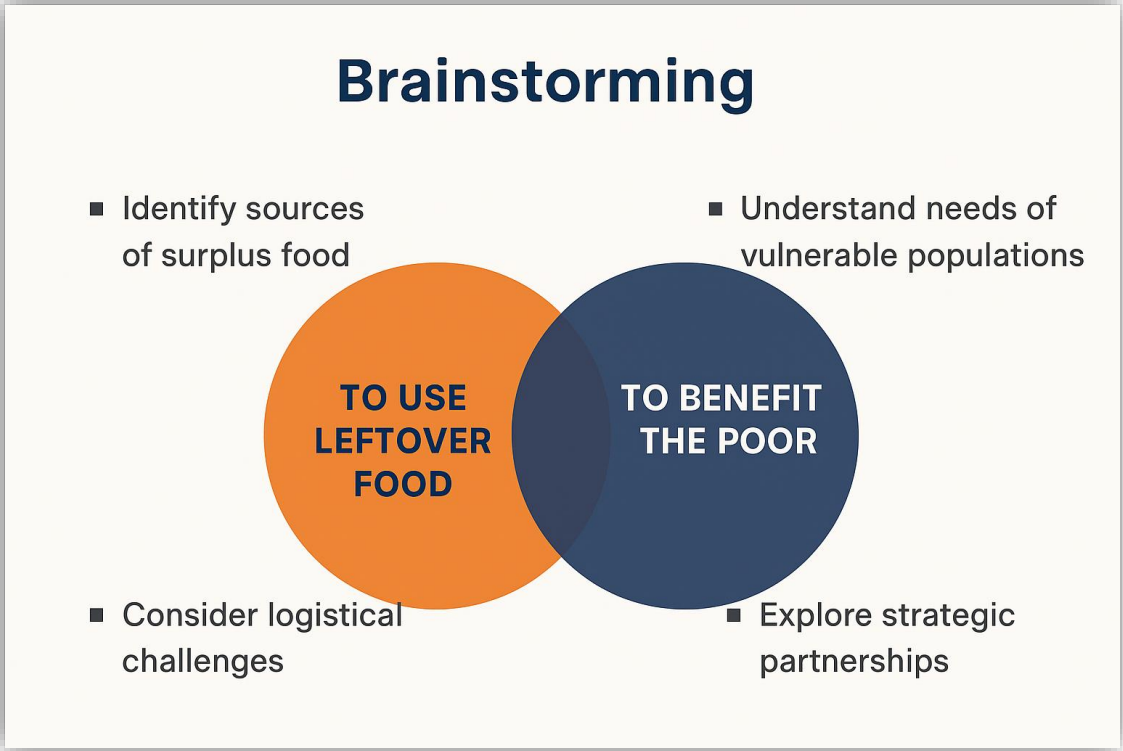 Brainstorming
Identify sources
of surplus food
Understand needs of
vulnerable populations
TO USE
LEFTOVER
FOOD
TO BENEFIT
THE POOR
Consider logistical
challenges
Explore strategic
partnerships